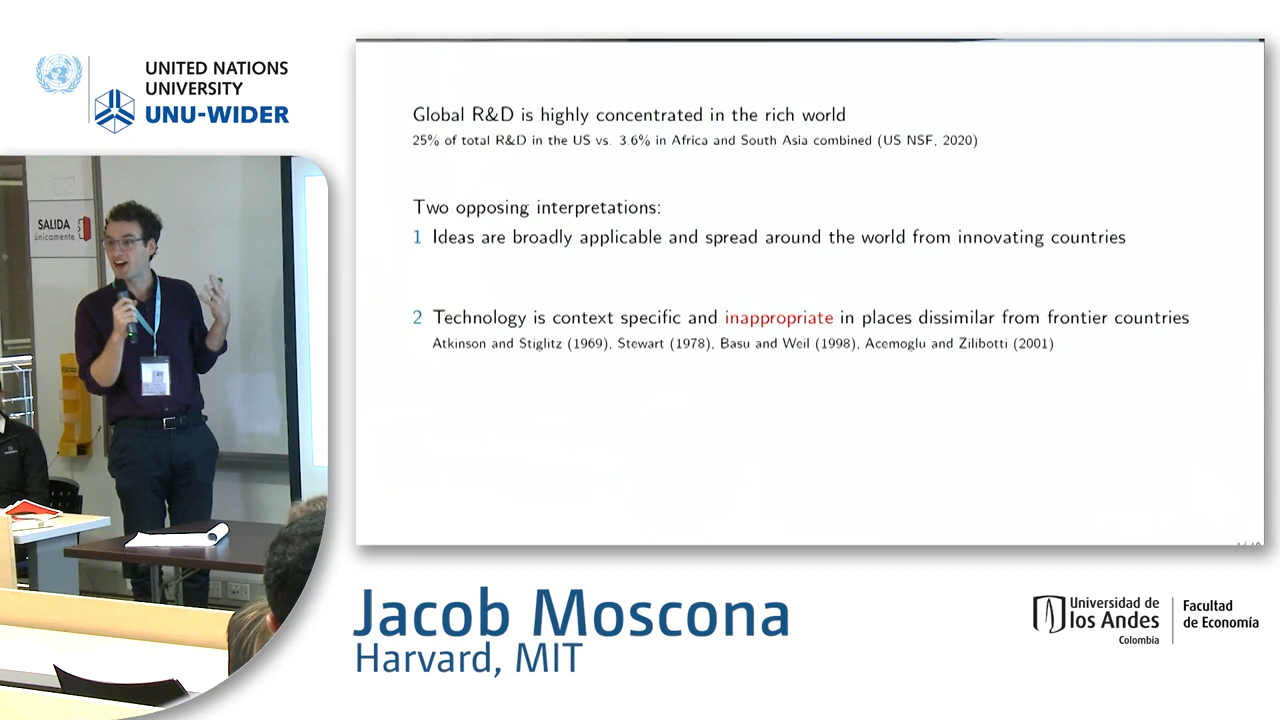 UNITED NATIONS
UNIVERSITY
UNU-WIDER
SALIDA
únicamente
Global R&D is highly concentrated in the rich world
25% of total R&D in the US vs. 3.6% in Africa and South Asia combined (US NSF, 2020)
Two opposing interpretations:
1 Ideas are broadly applicable and spread around the world from innovating countries
2 Technology is context specific and inappropriate in places dissimilar from frontier countries
Atkinson and Stiglitz (1969), Stewart (1978), Basu and Weil (1998), Acemoglu and Zilibotti (2001)
Jacob Moscona
Harvard, MIT
Universidad de
los Andes
Colombia
Facultad
de Economía